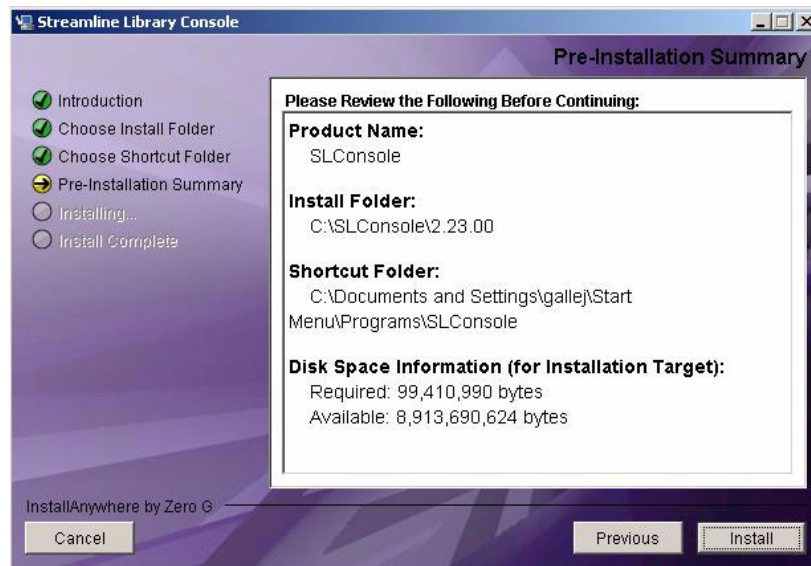 Streamline Library Console
Pre-Installation Summary
Introduction
Choose Install Folder
Choose Shortcut Folder
Pre-Installation Summary
Installing...
Install Complete
Please Review the Following Before Continuing:
Product Name:
SLConsole
Install Folder:
C:\SLConsole\2.23.00
Shortcut Folder:
C:\Documents and Settings\gallej\Start
Menu\Programs\SLConsole
Disk Space Information (for Installation Target):
Required: 99,410,990 bytes
Available: 8,913,690,624 bytes
InstallAnywhere by Zero G
Cancel
Previous
Install